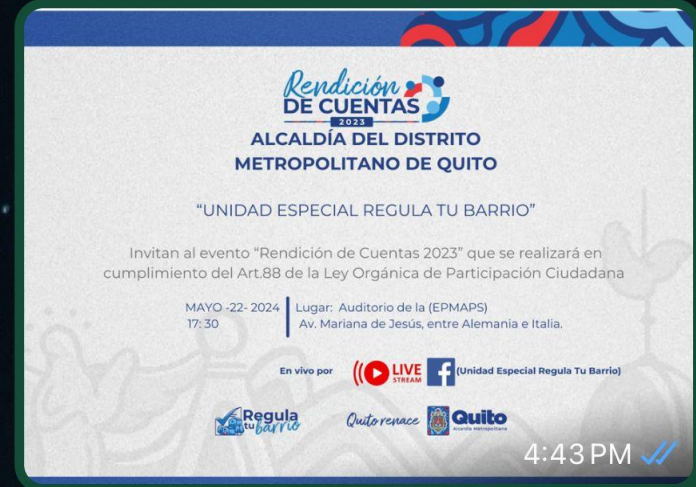 Rendición
DE CUENTAS
2023
ALCALDÍA DEL DISTRITO
METROPOLITANO DE QUITO
“UNIDAD ESPECIAL REGULA TU BARRIO”
Invitan al evento “Rendición de Cuentas 2023” que se realizará en
cumplimiento del Art.88 de la Ley Orgánica de Participación Ciudadana
MAYO -22- 2024 Lugar: Auditorio de la (EPMAPS)
17: 30 Av. Mariana de Jesús, entre Alemania e Italia.
En vivo por LIVE STREAM (Unidad Especial Regula Tu Barrio)
Regula tu barrio Quito renace Quito
Alcaldía Metropolitana
4:43 PM